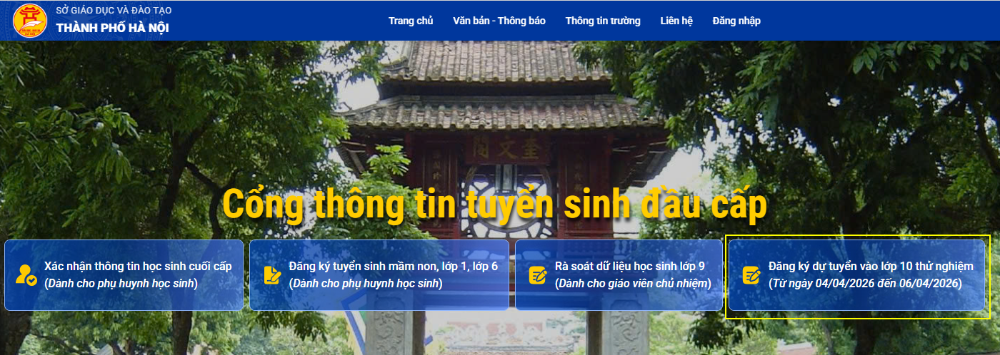 SỞ GIÁO DỤC VÀ ĐÀO TẠO
THÀNH PHỐ HÀ NỘI
Trang chủ
Văn bản - Thông báo
Thông tin trường
Liên hệ
Đăng nhập
奎文閣
Cổng thông tin tuyển sinh đầu cấp
Xác nhận thông tin học sinh cuối cấp
(Dành cho phụ huynh học sinh)
Đăng ký tuyển sinh mầm non, lớp 1, lớp 6
(Dành cho phụ huynh học sinh)
Rà soát dữ liệu học sinh lớp 9
(Dành cho giáo viên chủ nhiệm)
Đăng ký dự tuyển vào lớp 10 thử nghiệm
(Từ ngày 04/04/2026 đến 06/04/2026)